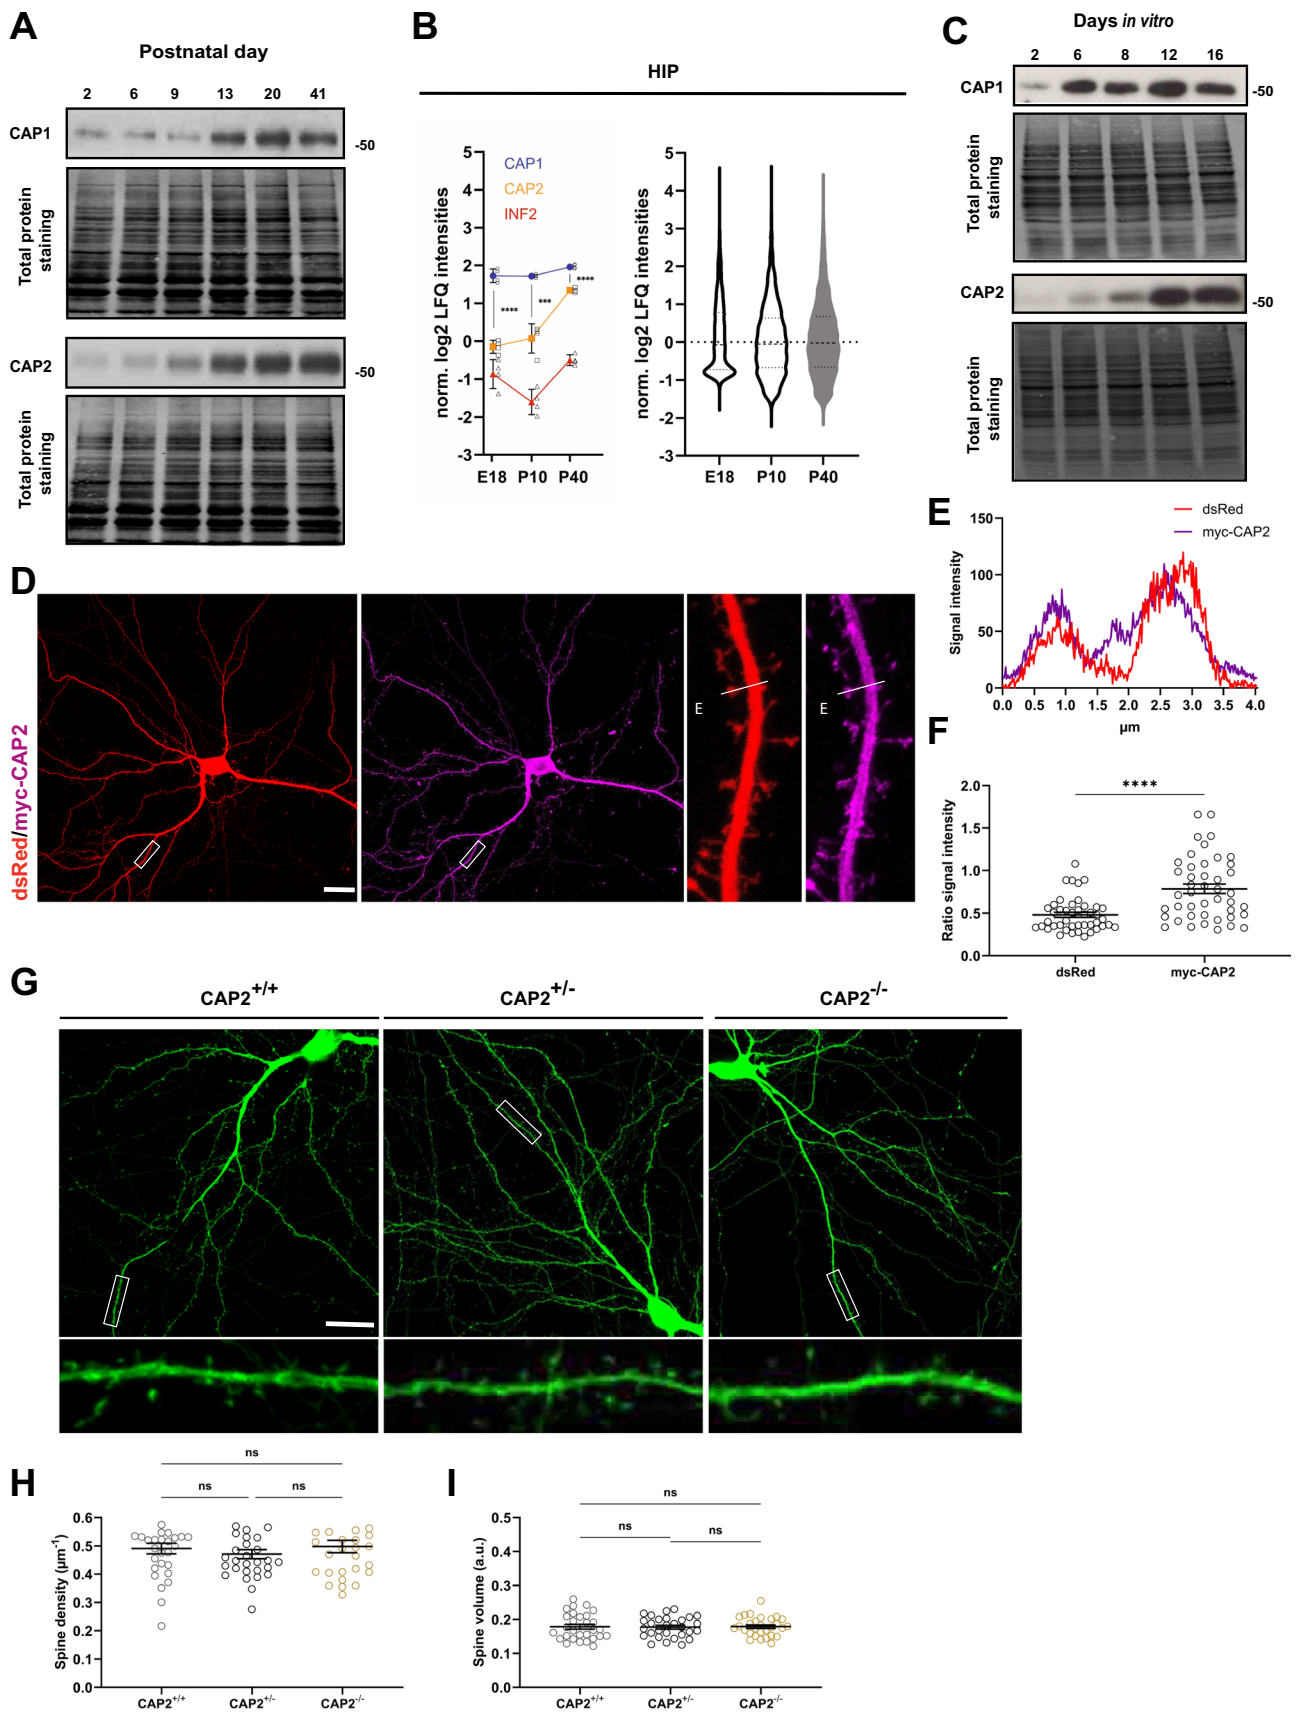 A
Postnatal day
2 6 9 13 20 41
CAP1
-50
Total protein
staining
CAP2
-50
Total protein
staining
B
HIP
norm. log2 LFQ intensities
5
4
3
2
1
0
-1
-2
-3
CAP1
CAP2
INF2
****
***
****
E18 P10 P40
norm. log2 LFQ intensities
5
4
3
2
1
0
-1
-2
-3
E18 P10 P40
C
Days in vitro
2 6 8 12 16
CAP1
-50
Total protein
staining
CAP2
-50
Total protein
staining
D
dsRed/myc-CAP2
E
E
E
dsRed
myc-CAP2
Signal intensity
150
100
50
0
0.0 0.5 1.0 1.5 2.0 2.5 3.0 3.5 4.0
µm
F
Ratio signal intensity
2.0
1.5
1.0
0.5
0.0
****
dsRed myc-CAP2
G
CAP2+/+ CAP2+/- CAP2-/-
H
ns
ns ns
Spine density (µm-1)
0.6
0.5
0.4
0.3
0.2
0.1
0.0
CAP2+/+ CAP2+/- CAP2-/-
I
ns
ns ns
Spine volume (a.u.)
0.5
0.4
0.3
0.2
0.1
0.0
CAP2+/+ CAP2+/- CAP2-/-